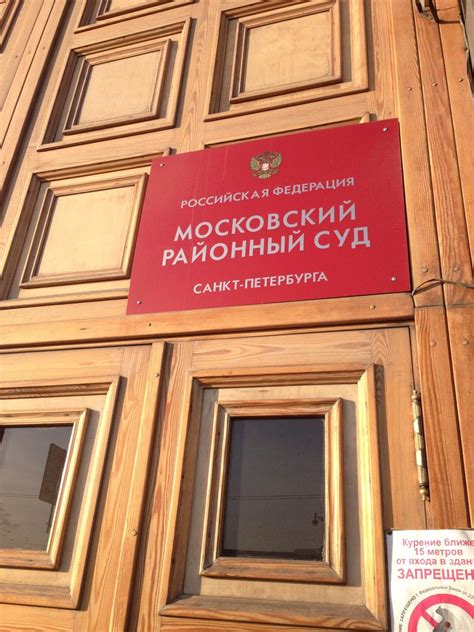 РОССИЙСКАЯ ФЕДЕРАЦИЯ
МОСКОВСКИЙ
РАЙОННЫЙ СУД
САНКТ-ПЕТЕРБУРГА
Курение ближе
15 метров
от входа в здан
ЗАПРЕЩЕН